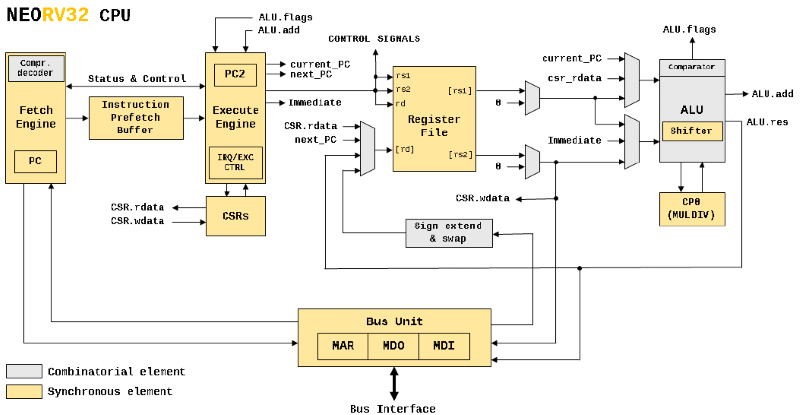 NEORV32 CPU
ALU.flags
ALU.add
CONTROL SIGNALS
ALU.flags
Compr.
decoder
Fetch
Engine
PC
Status & Control
Instruction
Prefetch
Buffer
PC2
Execute
Engine
IRQ/EXC
CTRL
current_PC
next_PC
Immediate
CSR.rdata
next_PC
CSR.rdata
CSR.wdata
CSRs
rs1
rs2
rd
[rd]
[rs1]
[rs2]
Register
File
0
0
current_PC
csr_rdata
Immediate
Comparator
ALU
Shifter
ALU.add
ALU.res
CP0
(MULDIV)
CSR.wdata
Sign extend
& swap
Bus Unit
MAR
MDO
MDI
Bus Interface
Combinatorial element
Synchronous element